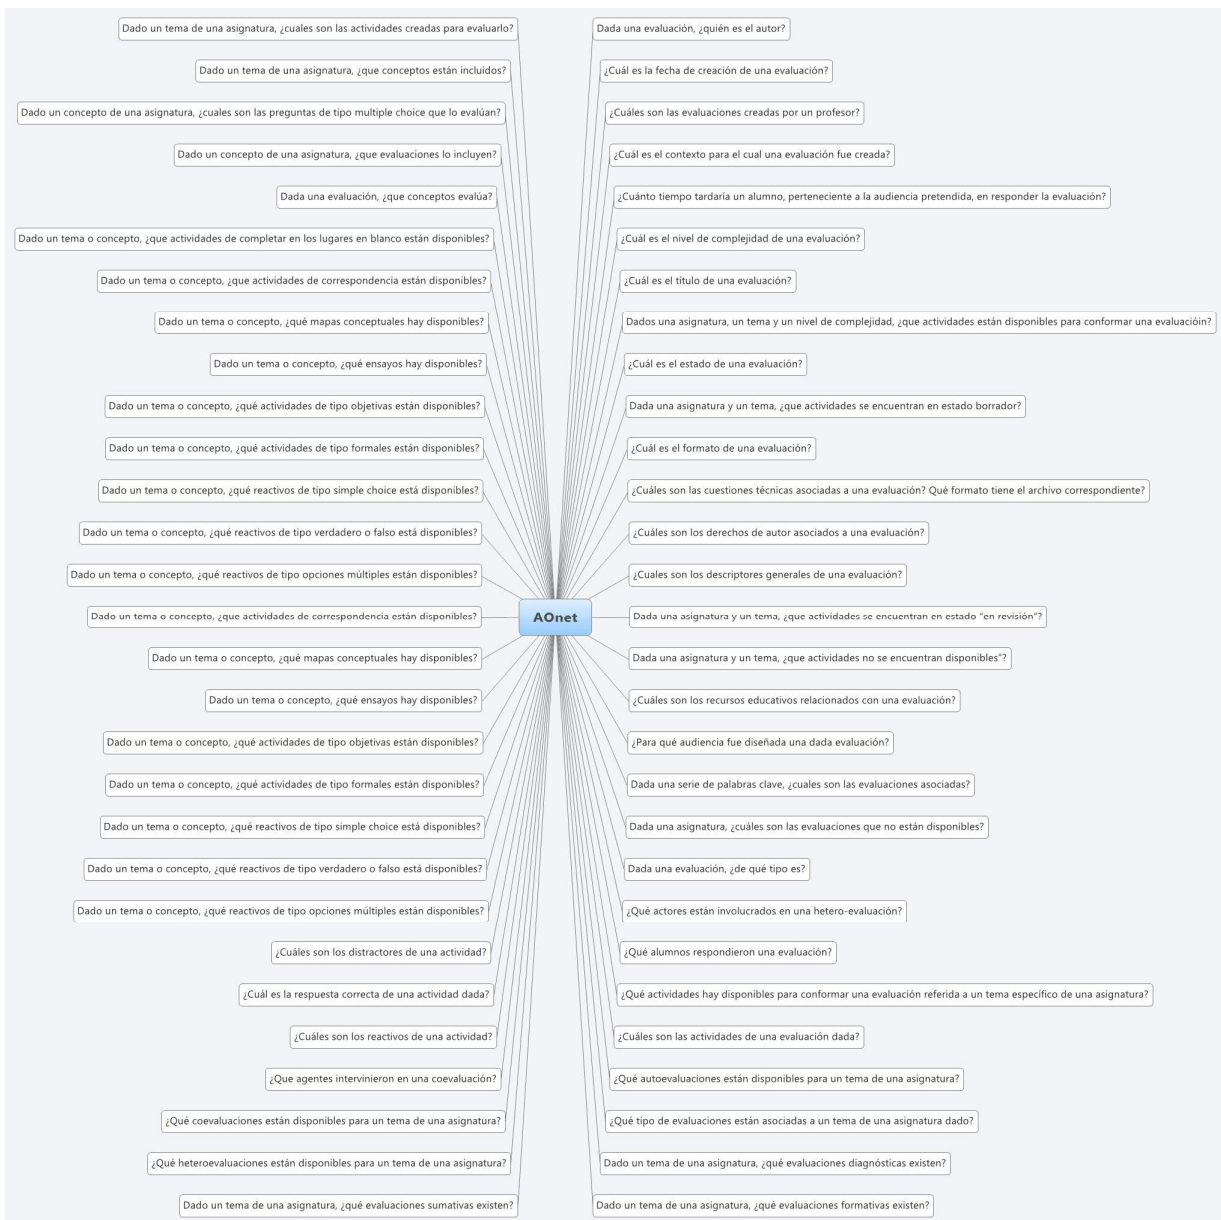 Dado un tema de una asignatura, ¿cuales son las actividades creadas para evaluarlo?
Dado un tema de una asignatura, ¿que conceptos están incluídos?
Dado un concepto de una asignatura, ¿cuales son las preguntas de tipo multiple choice que lo evalúan?
Dado un concepto de una asignatura, ¿que evaluaciones lo incluyen?
Dada una evaluación, ¿que conceptos evalúa?
Dado un tema o concepto, ¿que actividades de completar en los lugares en blanco están disponibles?
Dado un tema o concepto, ¿que actividades de correspondencia están disponibles?
Dado un tema o concepto, ¿qué mapas conceptuales hay disponibles?
Dado un tema o concepto, ¿qué ensayos hay disponibles?
Dado un tema o concepto, ¿qué actividades de tipo objetivas están disponibles?
Dado un tema o concepto, ¿qué actividades de tipo formales están disponibles?
Dado un tema o concepto, ¿qué reactivos de tipo simple choice está disponibles?
Dado un tema o concepto, ¿qué reactivos de tipo verdadero o falso está disponibles?
Dado un tema o concepto, ¿qué reactivos de tipo opciones múltiples están disponibles?
Dado un tema o concepto, ¿que actividades de correspondencia están disponibles?
Dado un tema o concepto, ¿qué mapas conceptuales hay disponibles?
Dado un tema o concepto, ¿qué ensayos hay disponibles?
Dado un tema o concepto, ¿qué actividades de tipo objetivas están disponibles?
Dado un tema o concepto, ¿qué actividades de tipo formales están disponibles?
Dado un tema o concepto, ¿qué reactivos de tipo simple choice está disponibles?
Dado un tema o concepto, ¿qué reactivos de tipo verdadero o falso está disponibles?
Dado un tema o concepto, ¿qué reactivos de tipo opciones múltiples están disponibles?
¿Cuáles son los distractores de una actividad?
¿Cuál es la respuesta correcta de una actividad dada?
¿Cuáles son los reactivos de una actividad?
¿Que agentes intervinieron en una coevaluación?
¿Qué coevaluaciones están disponibles para un tema de una asignatura?
¿Qué heteroevaluaciones están disponibles para un tema de una asignatura?
Dado un tema de una asignatura, ¿qué evaluaciones sumativas existen?
AOnet
Dada una evaluación, ¿quién es el autor?
¿Cuál es la fecha de creación de una evaluación?
¿Cuáles son las evaluaciones creadas por un profesor?
¿Cuál es el contexto para el cual una evaluación fue creada?
¿Cuánto tiempo tardaría un alumno, perteneciente a la audiencia pretendida, en responder la evaluación?
¿Cuál es el nivel de complejidad de una evaluación?
¿Cuál es el título de una evaluación?
Dados una asignatura, un tema y un nivel de complejidad, ¿que actividades están disponibles para conformar una evaluacióin?
¿Cuál es el estado de una evaluación?
Dada una asignatura y un tema, ¿que actividades se encuentran en estado borrador?
¿Cuál es el formato de una evaluación?
¿Cuáles son las cuestiones técnicas asociadas a una evaluación? Qué formato tiene el archivo correspondiente?
¿Cuáles son los derechos de autor asociados a una evaluación?
¿Cuales son los descriptores generales de una evaluación?
Dada una asignatura y un tema, ¿que actividades se encuentran en estado "en revisión"?
Dada una asignatura y un tema, ¿que actividades no se encuentran disponibles"?
¿Cuáles son los recursos educativos relacionados con una evaluación?
¿Para qué audiencia fue diseñada una dada evaluación?
Dada una serie de palabras clave, ¿cuales son las evaluaciones asociadas?
Dada una asignatura, ¿cuáles son las evaluaciones que no están disponibles?
Dada una evaluación, ¿de qué tipo es?
¿Qué actores están involucrados en una hetero-evaluación?
¿Qué alumnos respondieron una evaluación?
¿Qué actividades hay disponibles para conformar una evaluación referida a un tema específico de una asignatura?
¿Cuáles son las actividades de una evaluación dada?
¿Qué autoevaluaciones están disponibles para un tema de una asignatura?
¿Qué tipo de evaluaciones están asociadas a un tema de una asignatura dado?
Dado un tema de una asignatura, ¿qué evaluaciones diagnósticas existen?
Dado un tema de una asignatura, ¿qué evaluaciones formativas existen?